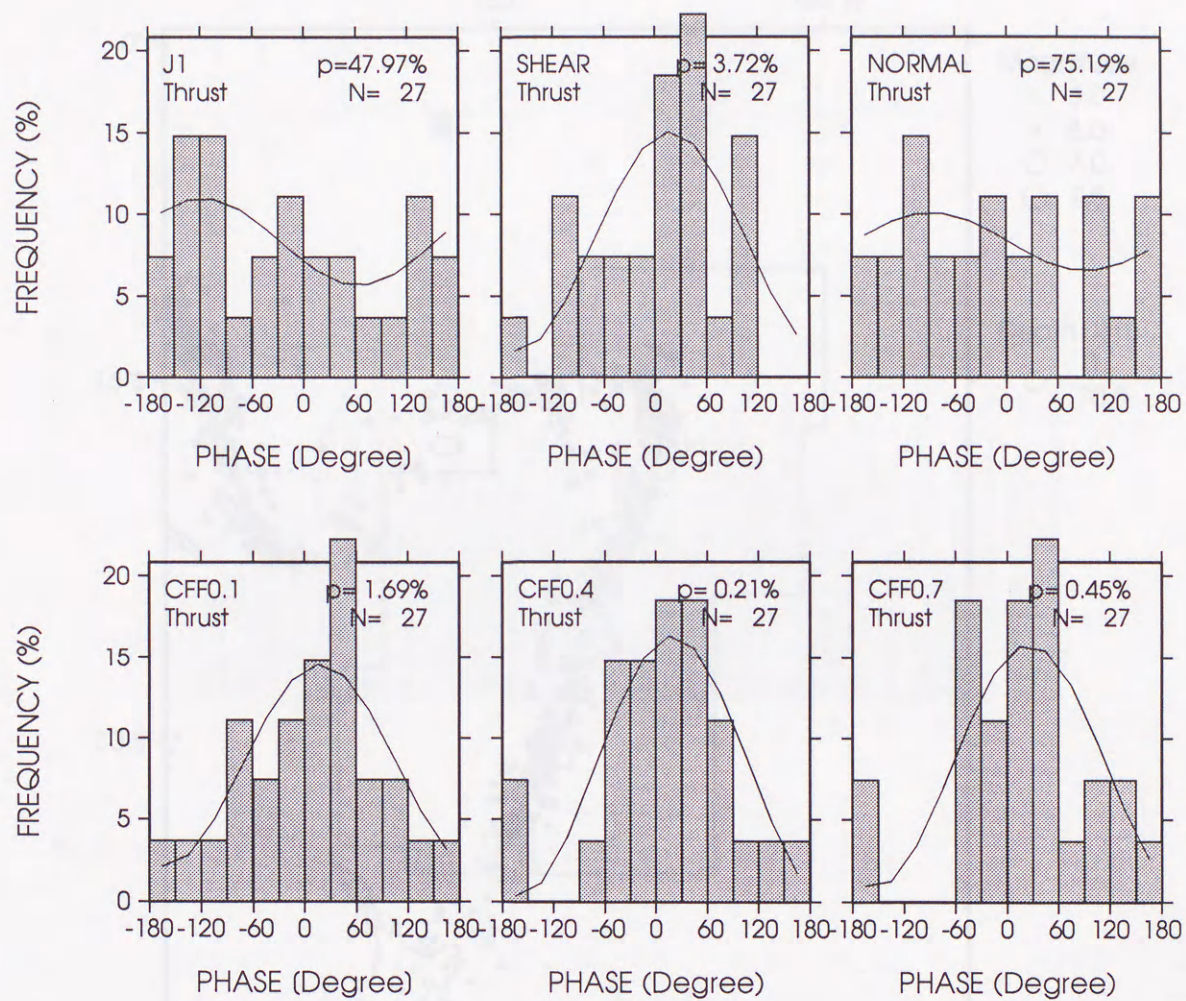 FREQUENCY (%)
20
15
10
5
0
J1 p=47.97%
Thrust N= 27
-180 -120 -60 0 60 120 180
PHASE (Degree)
SHEAR p= 3.72%
Thrust N= 27
-180 -120 -60 0 60 120 180
PHASE (Degree)
NORMAL p=75.19%
Thrust N= 27
-180 -120 -60 0 60 120 180
PHASE (Degree)
FREQUENCY (%)
20
15
10
5
0
CFF0.1 p= 1.69%
Thrust N= 27
-180 -120 -60 0 60 120 180
PHASE (Degree)
CFF0.4 p= 0.21%
Thrust N= 27
-180 -120 -60 0 60 120 180
PHASE (Degree)
CFF0.7 p= 0.45%
Thrust N= 27
-180 -120 -60 0 60 120 180
PHASE (Degree)